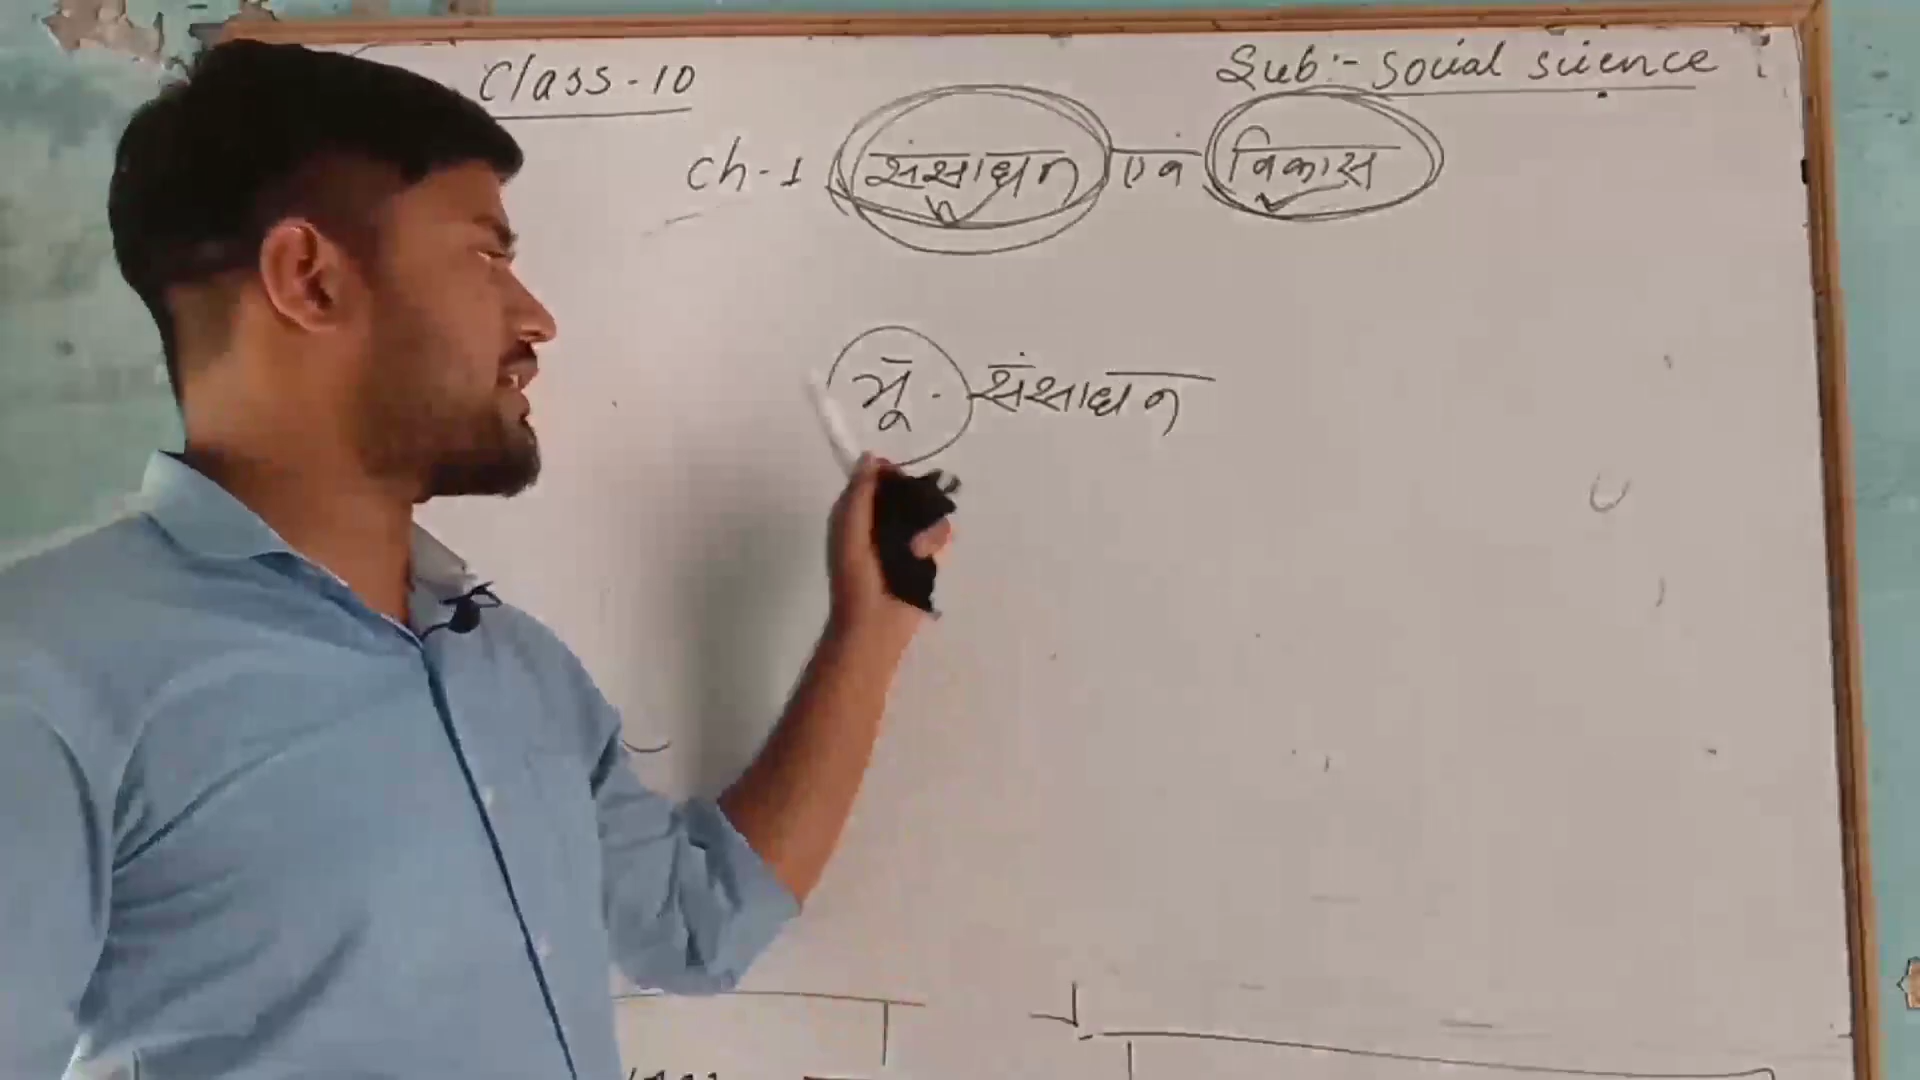 Class-10
Sub:- Social science
Ch-1 संसाधन एवं विकास
भू-संसाधन